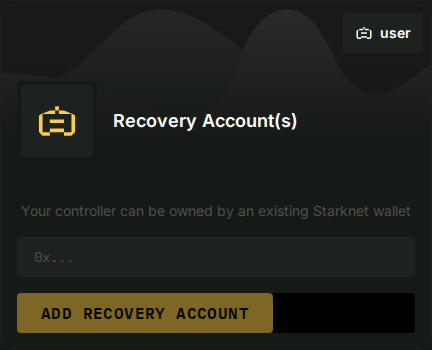 user
Recovery Account(s)
Your controller can be owned by an existing Starknet wallet
0x...
ADD RECOVERY ACCOUNT